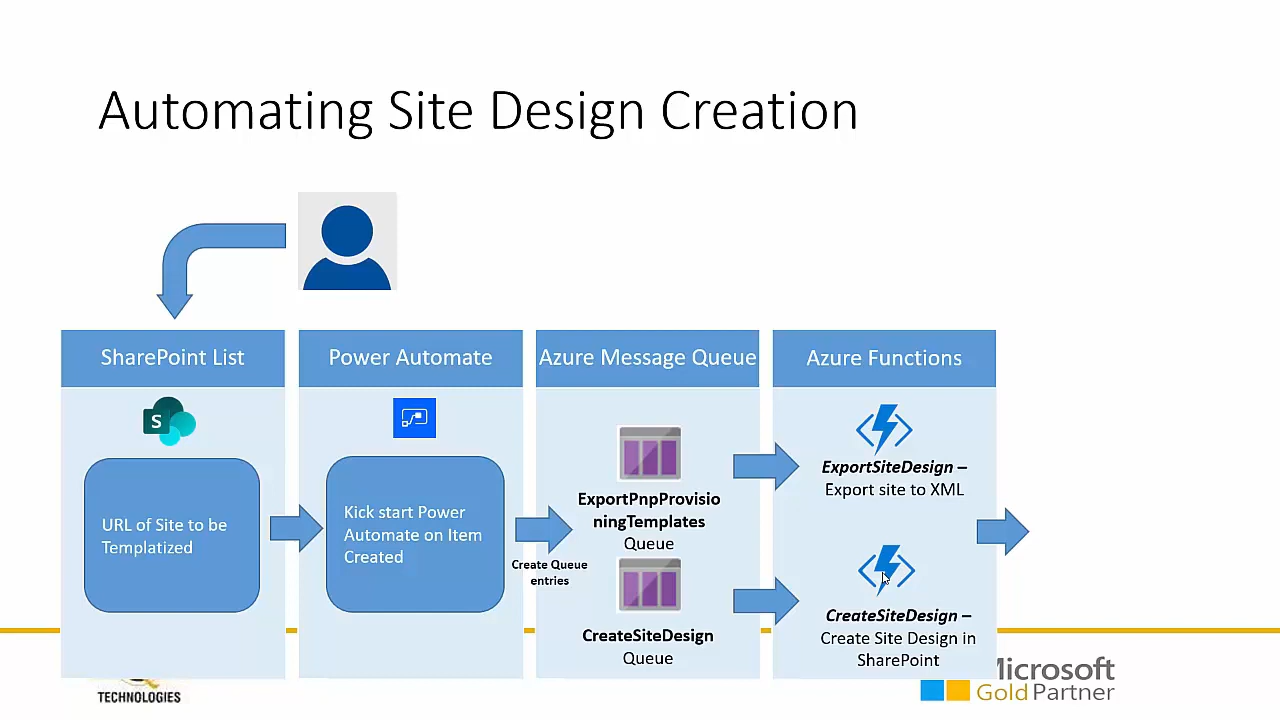 Automating Site Design Creation
SharePoint List
Power Automate
Azure Message Queue
Azure Functions
S
URL of Site to be
Templatized
Kick start Power
Automate on Item
Created
Create Queue
entries
ExportPnpProvisio
ningTemplates
Queue
CreateSiteDesign
Queue
ExportSiteDesign –
Export site to XML
CreateSiteDesign –
Create Site Design in
SharePoint
TECHNOLOGIES
Microsoft
Gold Partner